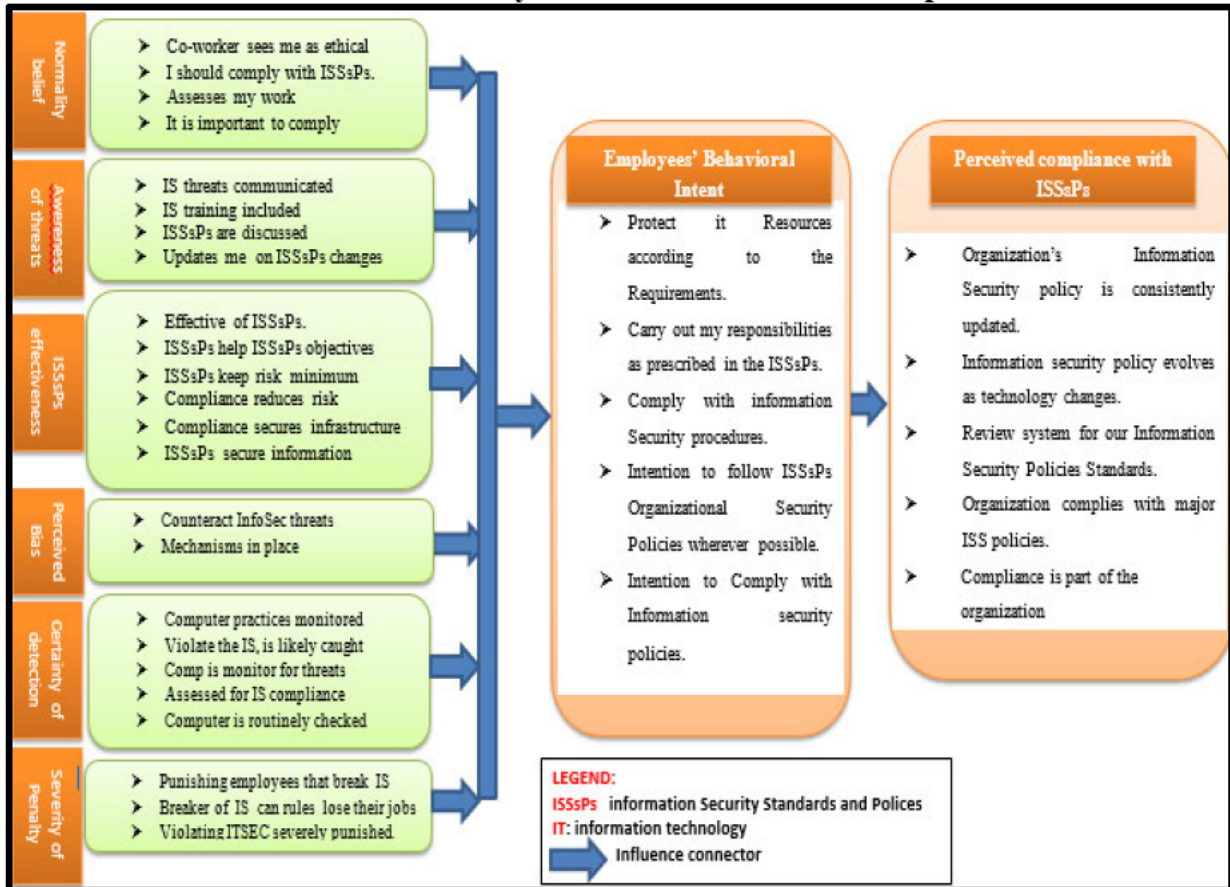 Normality
belief
Co-worker sees me as ethical
I should comply with ISSsPs.
Assesses my work
It is important to comply
Awereness
of threats
IS threats communicated
IS training included
ISSsPs are discussed
Updates me on ISSsPs changes
ISSsPs
effectiveness
Effective of ISSsPs.
ISSsPs help ISSsPs objectives
ISSsPs keep risk minimum
Compliance reduces risk
Compliance secures infrastructure
ISSsPs secure information
Perceived
Bias
Counteract InfoSec threats
Mechanisms in place
Certainty of
detection
Computer practices monitored
Violate the IS, is likely caught
Comp is monitor for threats
Assessed for IS compliance
Computer is routinely checked
Severity of
Penalty
Punishing employees that break IS
Breaker of IS can rules lose their jobs
Violating ITSEC severely punished.
Employees' Behavioral
Intent
Protect it Resources
according to the
Requirements.
Carry out my responsibilities
as prescribed in the ISSsPs.
Comply with information
Security procedures.
Intention to follow ISSsPs
Organizational Security
Policies wherever possible.
Intention to Comply with
Information security
policies.
Perceived compliance with
ISSsPs
Organization's Information
Security policy is consistently
updated.
Information security policy evolves
as technology changes.
Review system for our Information
Security Policies Standards.
Organization complies with major
ISS policies.
Compliance is part of the
organization
LEGEND:
ISSsPs information Security Standards and Polices
IT: information technology
Influence connector